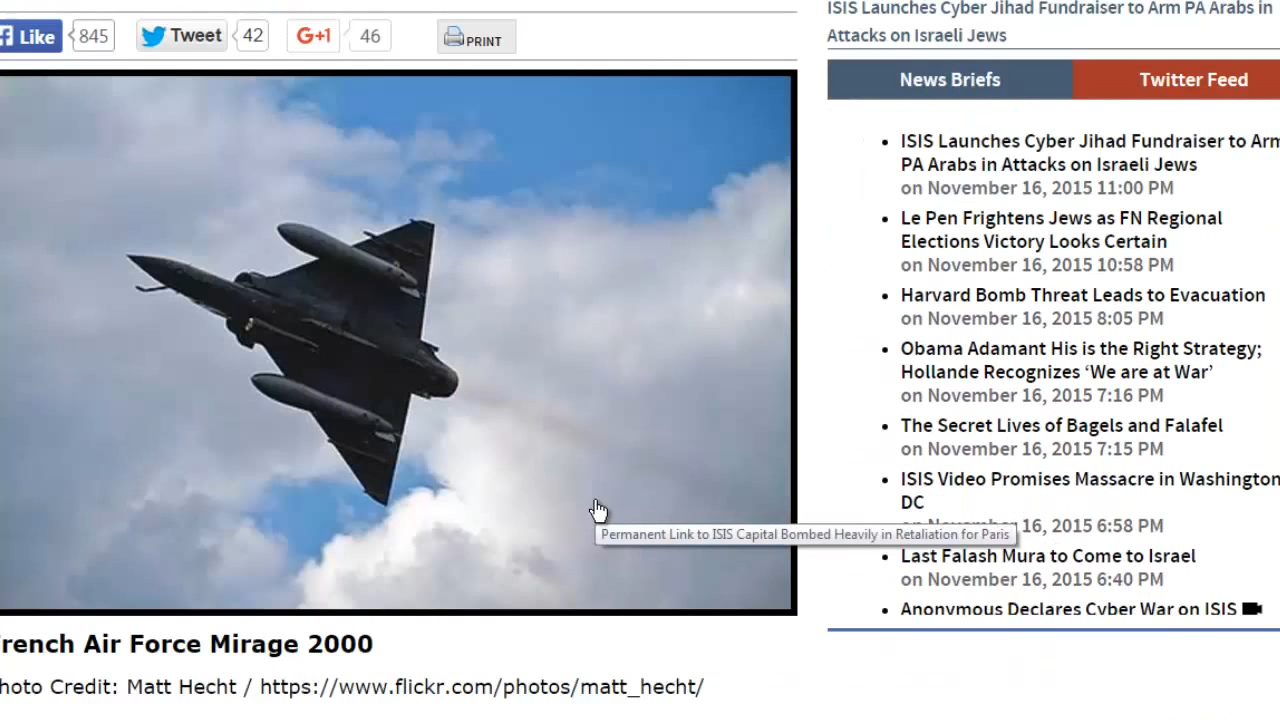 Like 845 Tweet 42 G+1 46 PRINT
French Air Force Mirage 2000
Photo Credit: Matt Hecht / https://www.flickr.com/photos/matt_hecht/
Permanent Link to ISIS Capital Bombed Heavily in Retaliation for Paris
ISIS Launches Cyber Jihad Fundraiser to Arm PA Arabs in
Attacks on Israeli Jews
News Briefs Twitter Feed
ISIS Launches Cyber Jihad Fundraiser to Arm
PA Arabs in Attacks on Israeli Jews
on November 16, 2015 11:00 PM
Le Pen Frightens Jews as FN Regional
Elections Victory Looks Certain
on November 16, 2015 10:58 PM
Harvard Bomb Threat Leads to Evacuation
on November 16, 2015 8:05 PM
Obama Adamant His is the Right Strategy;
Hollande Recognizes ‘We are at War’
on November 16, 2015 7:16 PM
The Secret Lives of Bagels and Falafel
on November 16, 2015 7:15 PM
ISIS Video Promises Massacre in Washington
DC
on November 16, 2015 6:58 PM
Last Falash Mura to Come to Israel
on November 16, 2015 6:40 PM
Anonymous Declares Cyber War on ISIS